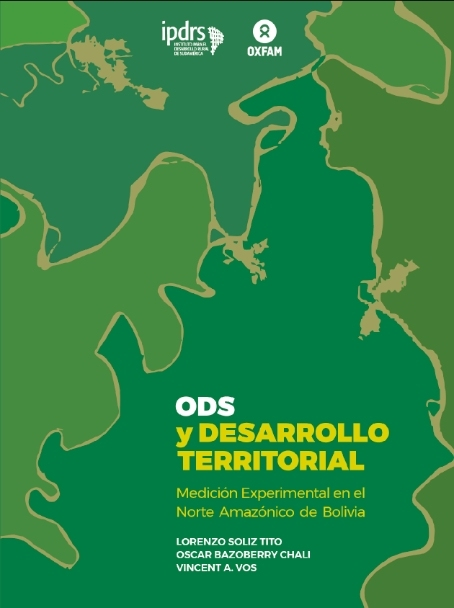 ipdrs
INSTITUTO PARA EL
DESARROLLO RURAL
DE SUDAMÉRICA
OXFAM
ODS
y DESARROLLO
TERRITORIAL
Medición Experimental en el
Norte Amazónico de Bolivia
LORENZO SOLIZ TITO
OSCAR BAZOBERRY CHALI
VINCENT A. VOS